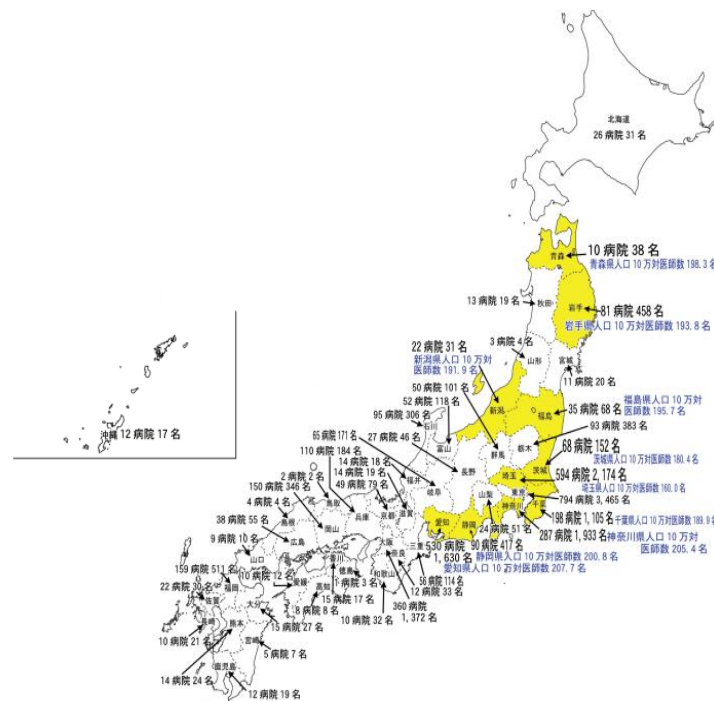 北海道
26 病院 31 名
青森
10 病院 38 名
青森県人口 10 万対医師数 198.3 名
13 病院 19 名
秋田
岩手
81 病院 458 名
岩手県人口 10 万対医師数 193.8 名
3 病院 4 名
山形
宮城
11 病院 20 名
22 病院 31 名
新潟県人口 10 万対
医師数 191.9 名
新潟
福島
福島県人口 10 万対
医師数 195.7 名
35 病院 68 名
50 病院 101 名
52 病院 118 名
95 病院 306 名
石川
富山
群馬
栃木
93 病院 383 名
65 病院 171 名
27 病院 46 名
長野
68 病院 152 名
茨城
茨城県人口 10 万対医師数 180.4 名
110 病院 184 名
14 病院 18 名
14 病院 19 名
49 病院 79 名
福井
岐阜
埼玉
594 病院 2,174 名
埼玉県人口 10 万対医師数 160.0 名
山梨
東京
794 病院 3,465 名
千葉
198 病院 1,105 名
千葉県人口 10 万対医師数 189.9 名
神奈川
287 病院 1,933 名
神奈川県人口 10 万対
医師数 205.4 名
24 病院 51 名
愛知
静岡
530 病院
1,630 名
90 病院 417 名
静岡県人口 10 万対医師数 200.8 名
愛知県人口 10 万対医師数 207.7 名
2 病院 2 名
150 病院 346 名
4 病院 4 名
38 病院 55 名
9 病院 10 名
鳥取
島根
岡山
広島
兵庫
京都
滋賀
山口
大阪
奈良
三重
和歌山
56 病院 114 名
12 病院 33 名
360 病院
1,372 名
10 病院 32 名
香川
徳島
1 病院 3 名
15 病院 17 名
愛媛
高知
8 病院 8 名
10 病院 12 名
159 病院 511 名
22 病院 30 名
福岡
佐賀
長崎
大分
15 病院 27 名
10 病院 21 名
熊本
宮崎
5 病院 7 名
14 病院 24 名
鹿児島
12 病院 19 名
沖縄 12 病院 17 名